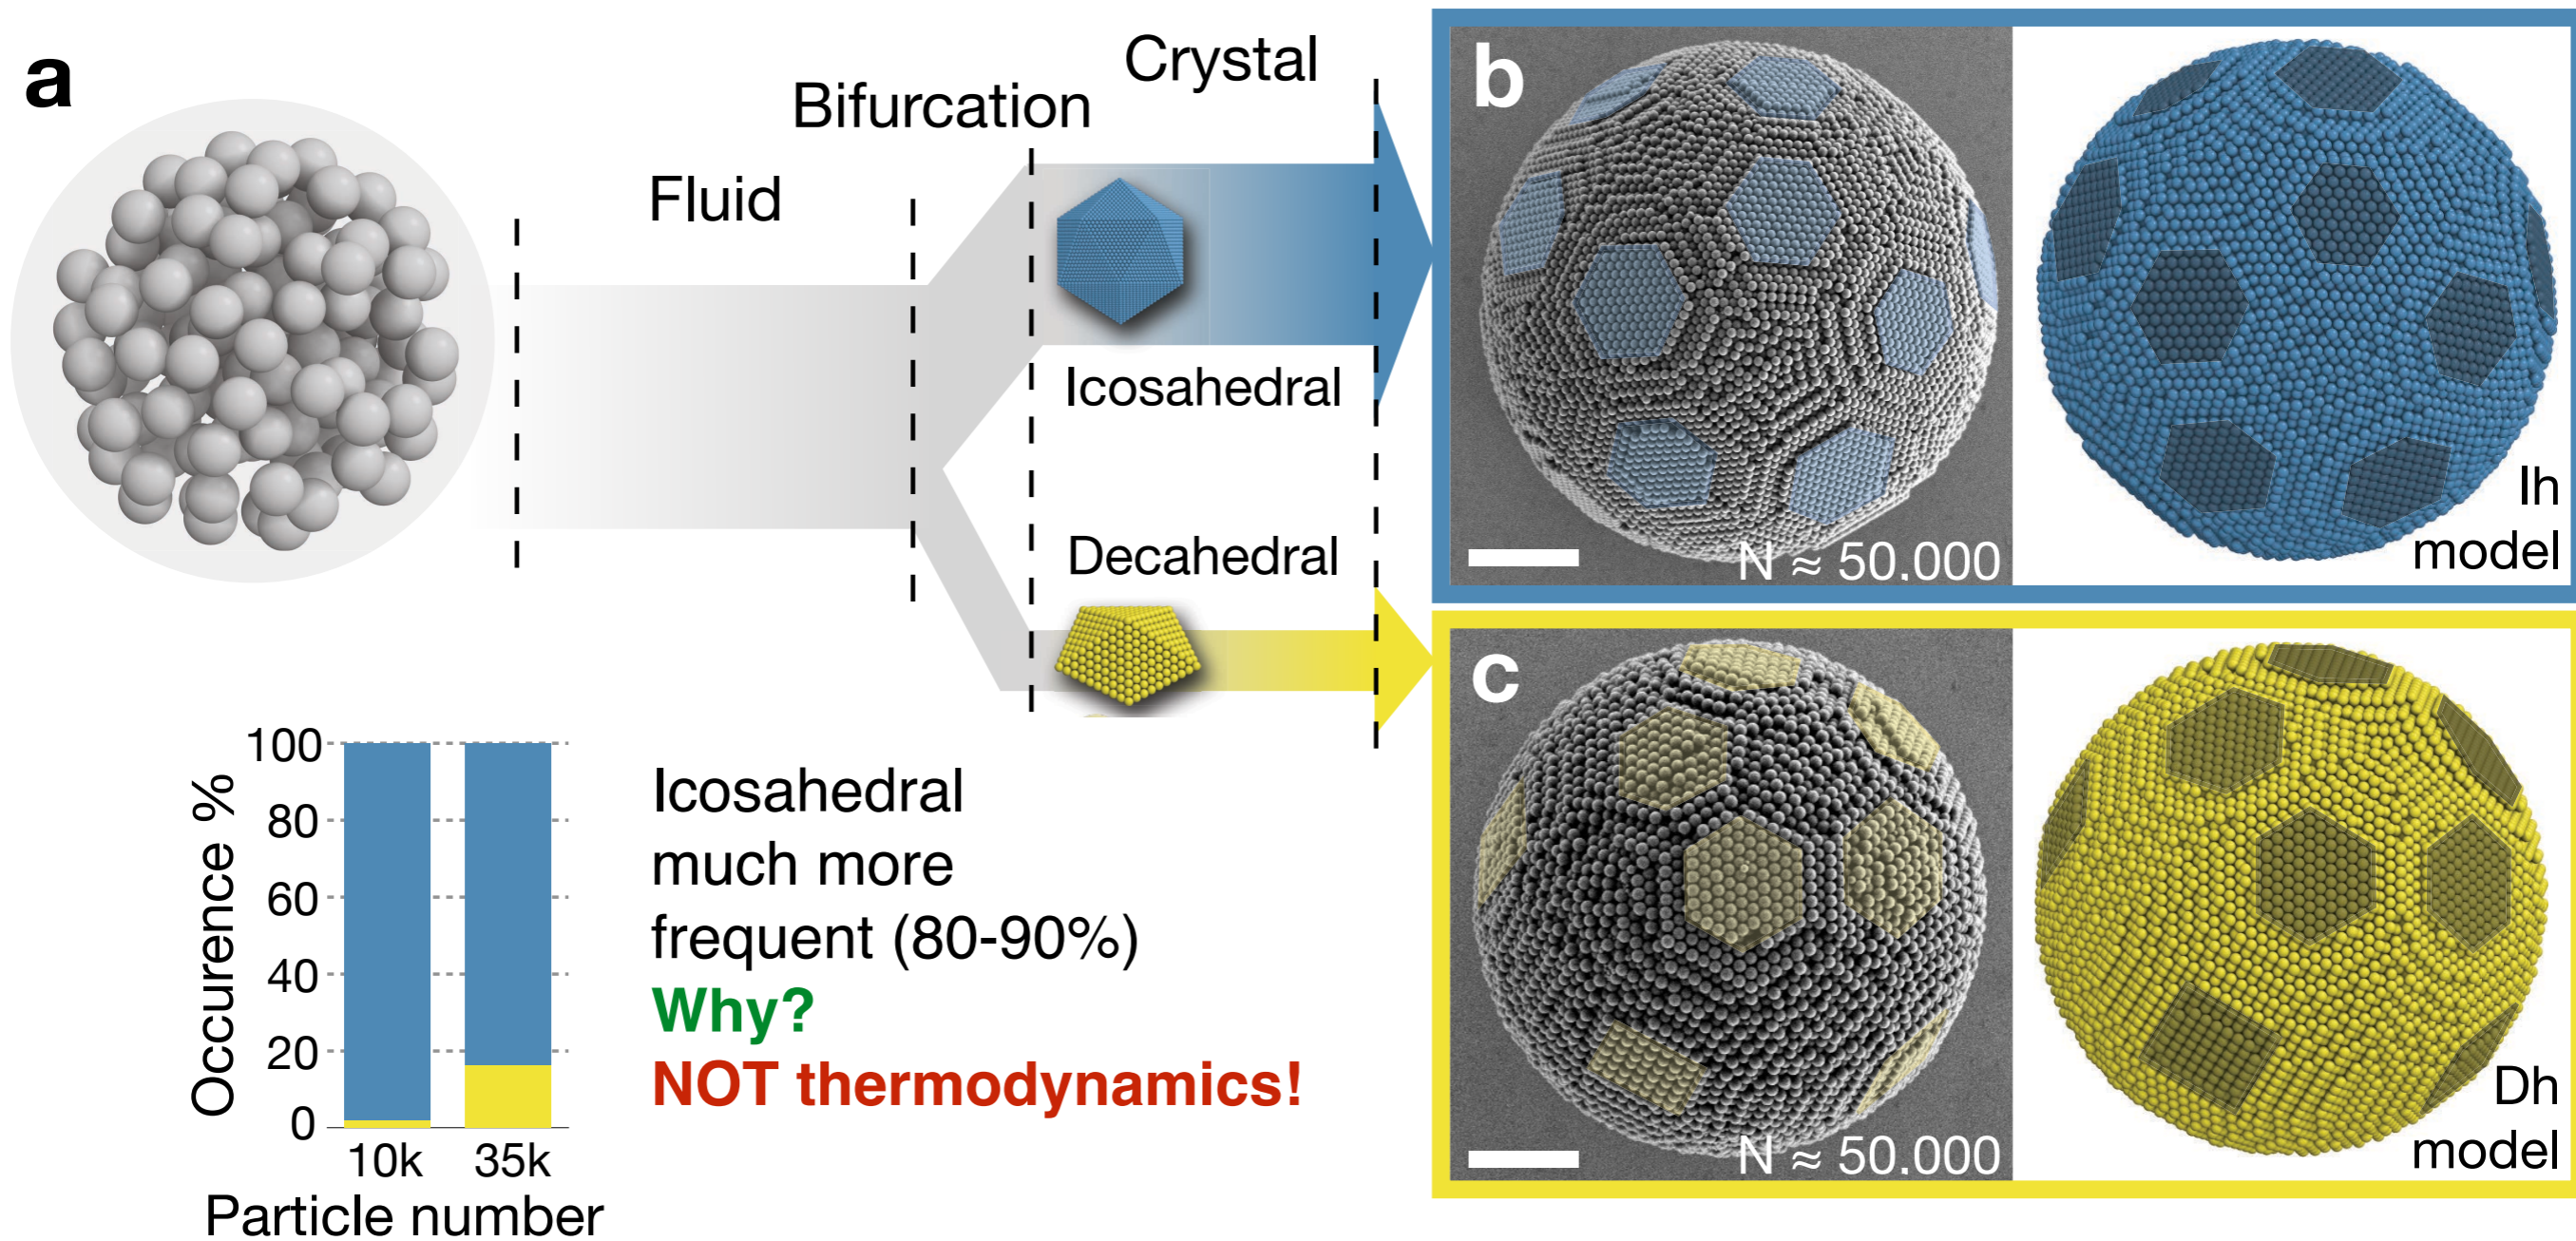 a
Fluid
Bifurcation
Crystal
Icosahedral
Decahedral
b
N ≈ 50,000
Ih
model
c
N ≈ 50,000
Dh
model
Occurence %
100
80
60
40
20
0
10k
35k
Particle number
Icosahedral
much more
frequent (80-90%)
Why?
NOT thermodynamics!